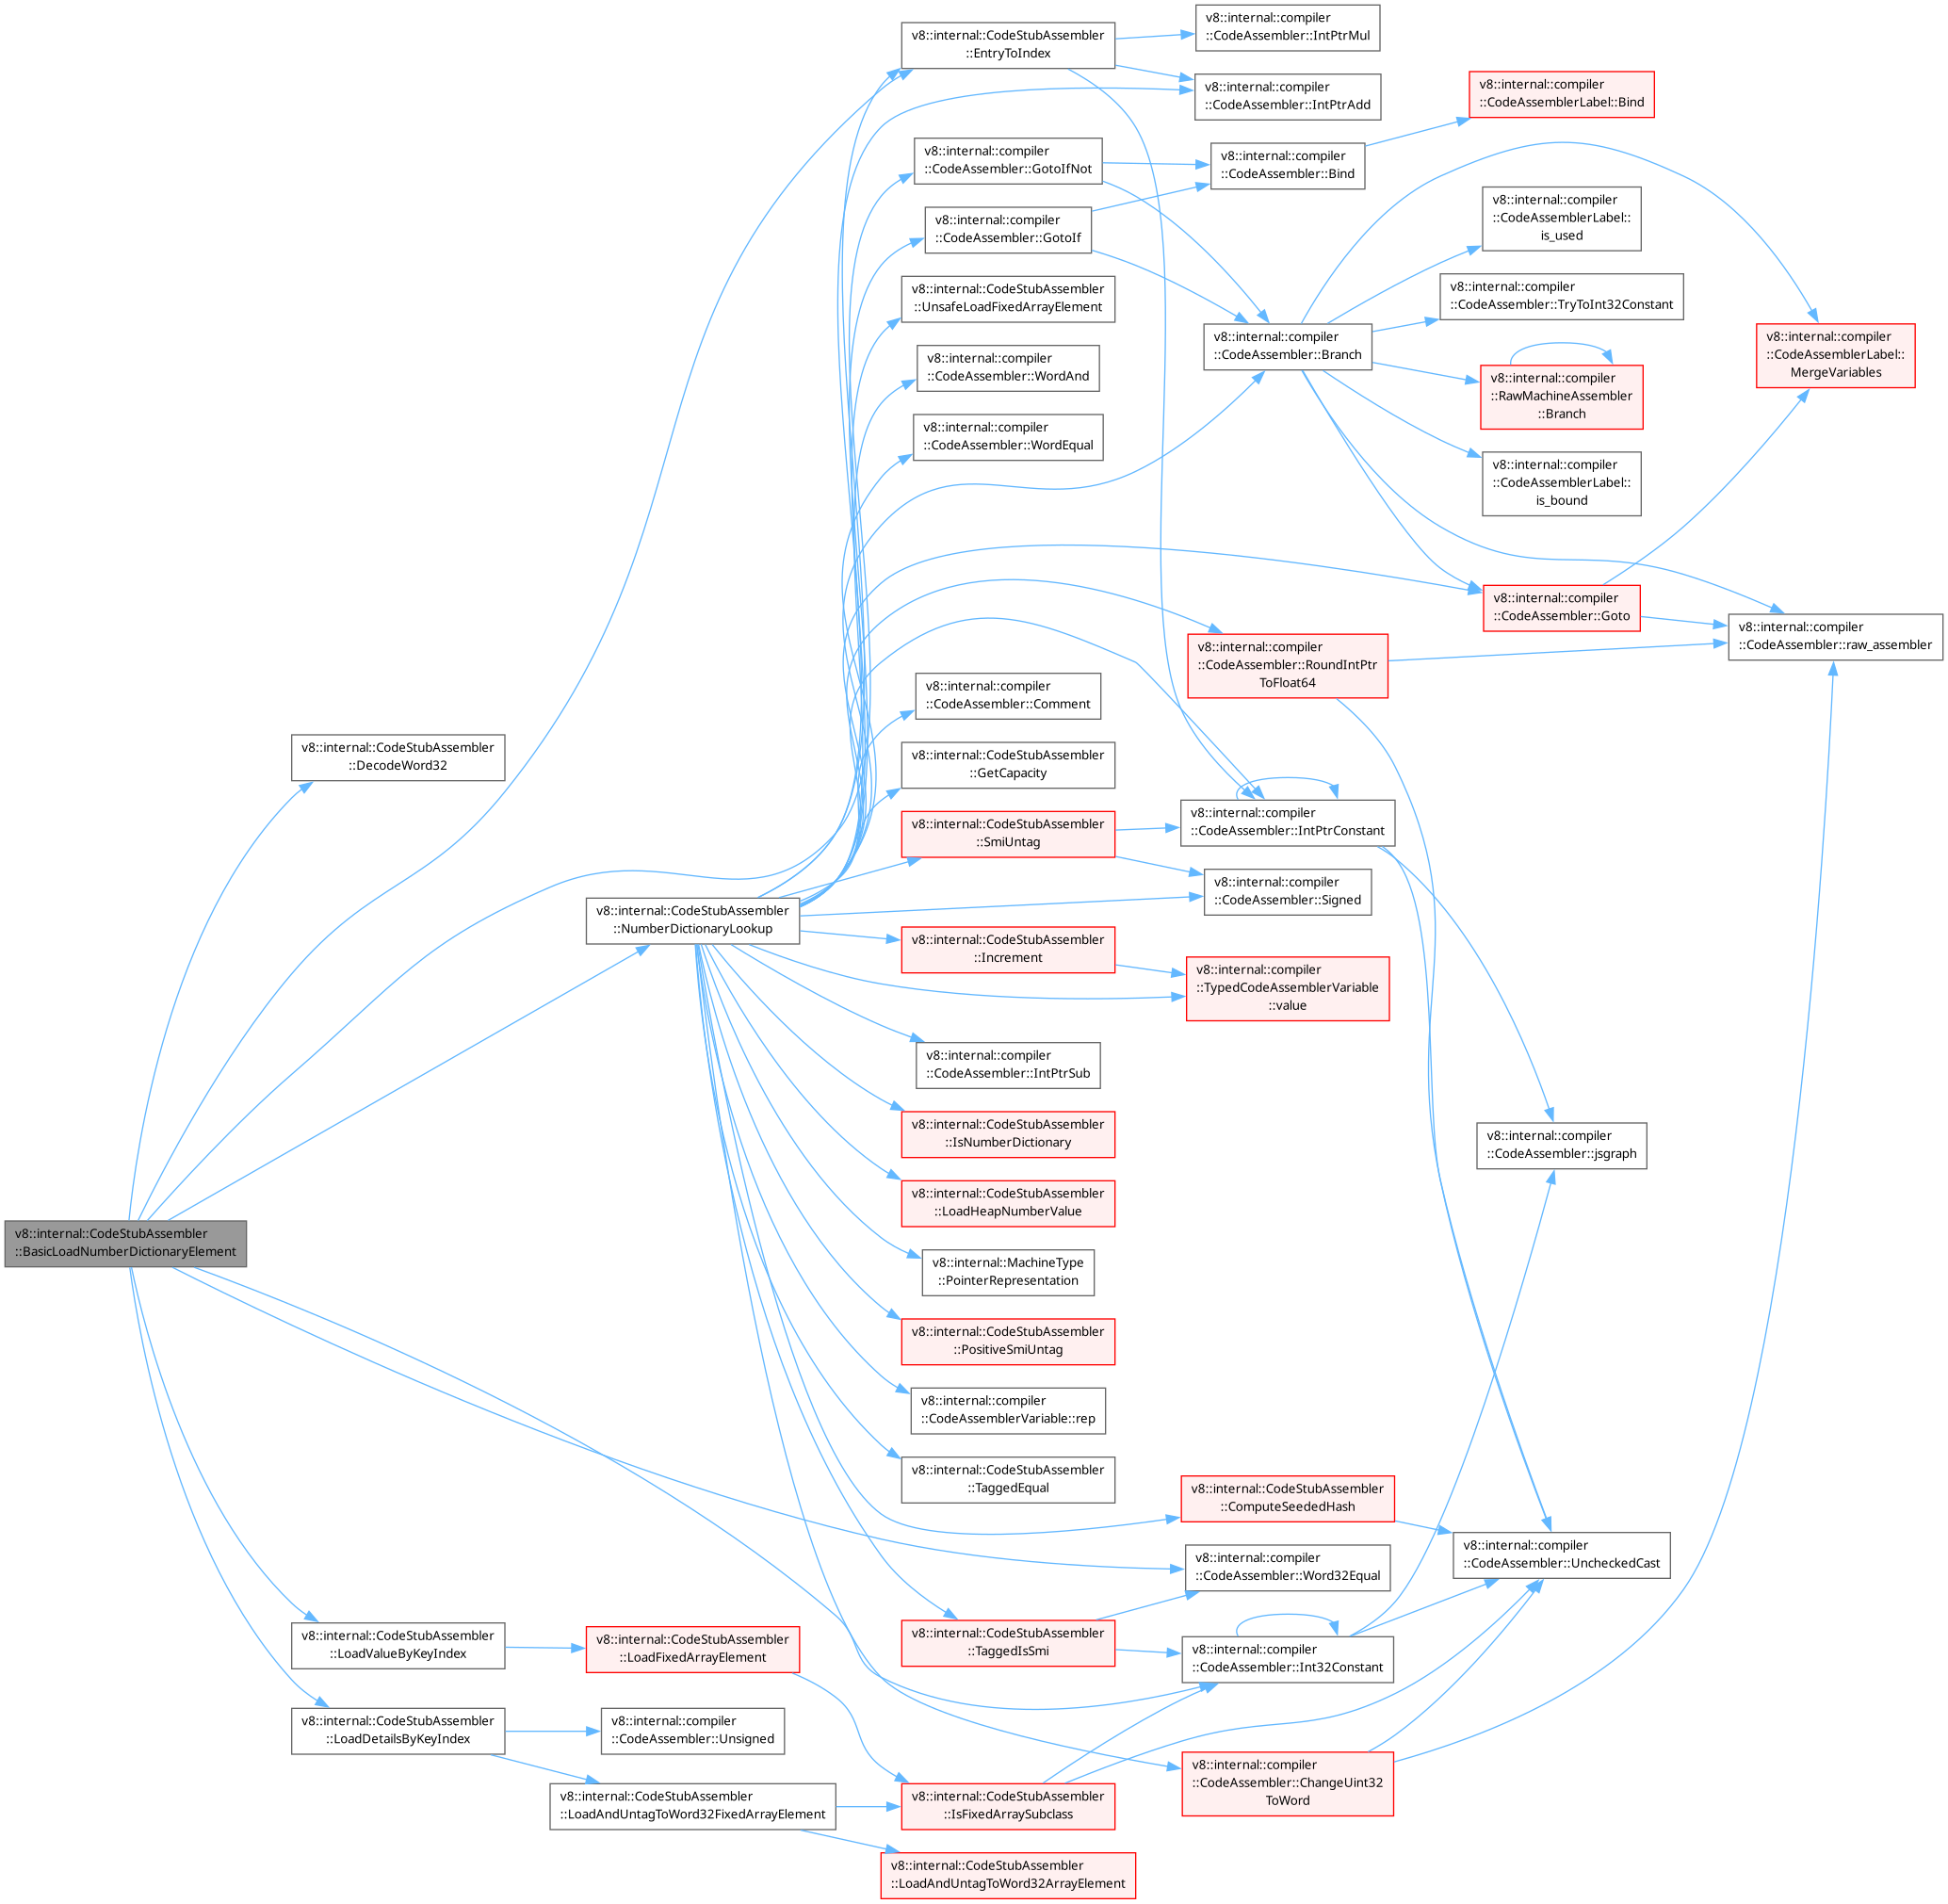 v8::internal::CodeStubAssembler
::EntryToIndex
v8::internal::compiler
::CodeAssembler::IntPtrMul
v8::internal::compiler
::CodeAssembler::IntPtrAdd
v8::internal::compiler
::CodeAssemblerLabel::Bind
v8::internal::compiler
::CodeAssembler::GotoIfNot
v8::internal::compiler
::CodeAssembler::Bind
v8::internal::compiler
::CodeAssembler::GotoIf
v8::internal::compiler
::CodeAssemblerLabel::
is_used
v8::internal::CodeStubAssembler
::UnsafeLoadFixedArrayElement
v8::internal::compiler
::CodeAssembler::TryToInt32Constant
v8::internal::compiler
::CodeAssembler::Branch
v8::internal::compiler
::CodeAssemblerLabel::
MergeVariables
v8::internal::compiler
::CodeAssembler::WordAnd
v8::internal::compiler
::RawMachineAssembler
::Branch
v8::internal::compiler
::CodeAssembler::WordEqual
v8::internal::compiler
::CodeAssemblerLabel::
is_bound
v8::internal::compiler
::CodeAssembler::Goto
v8::internal::compiler
::CodeAssembler::raw_assembler
v8::internal::compiler
::CodeAssembler::RoundIntPtr
ToFloat64
v8::internal::compiler
::CodeAssembler::Comment
v8::internal::CodeStubAssembler
::DecodeWord32
v8::internal::CodeStubAssembler
::GetCapacity
v8::internal::CodeStubAssembler
::SmiUntag
v8::internal::compiler
::CodeAssembler::IntPtrConstant
v8::internal::compiler
::CodeAssembler::Signed
v8::internal::CodeStubAssembler
::NumberDictionaryLookup
v8::internal::CodeStubAssembler
::Increment
v8::internal::compiler
::TypedCodeAssemblerVariable
::value
v8::internal::compiler
::CodeAssembler::IntPtrSub
v8::internal::CodeStubAssembler
::IsNumberDictionary
v8::internal::compiler
::CodeAssembler::jsgraph
v8::internal::CodeStubAssembler
::LoadHeapNumberValue
v8::internal::CodeStubAssembler
::BasicLoadNumberDictionaryElement
v8::internal::MachineType
::PointerRepresentation
v8::internal::CodeStubAssembler
::PositiveSmiUntag
v8::internal::compiler
::CodeAssemblerVariable::rep
v8::internal::CodeStubAssembler
::TaggedEqual
v8::internal::CodeStubAssembler
::ComputeSeededHash
v8::internal::compiler
::CodeAssembler::UncheckedCast
v8::internal::compiler
::CodeAssembler::Word32Equal
v8::internal::CodeStubAssembler
::LoadValueByKeyIndex
v8::internal::CodeStubAssembler
::LoadFixedArrayElement
v8::internal::CodeStubAssembler
::TaggedIsSmi
v8::internal::compiler
::CodeAssembler::Int32Constant
v8::internal::CodeStubAssembler
::LoadDetailsByKeyIndex
v8::internal::compiler
::CodeAssembler::Unsigned
v8::internal::compiler
::CodeAssembler::ChangeUint32
ToWord
v8::internal::CodeStubAssembler
::LoadAndUntagToWord32FixedArrayElement
v8::internal::CodeStubAssembler
::IsFixedArraySubclass
v8::internal::CodeStubAssembler
::LoadAndUntagToWord32ArrayElement